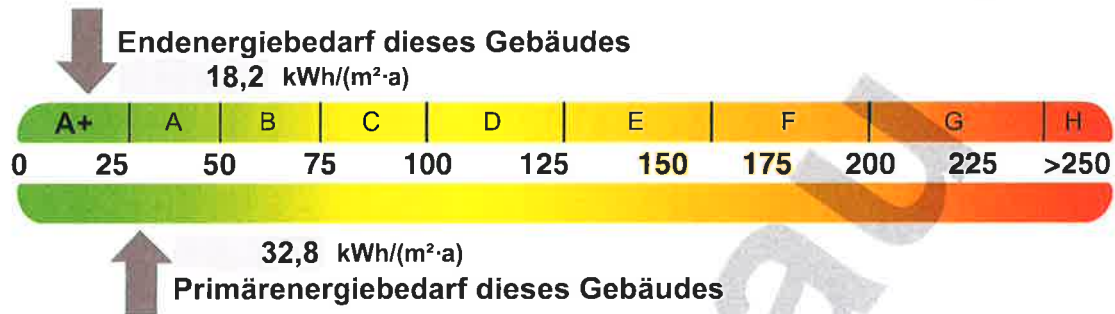 Endenergiebedarf dieses Gebäudes
18,2 kWh/(m²·a)
A+ A B C D E F G H
0 25 50 75 100 125 150 175 200 225 >250
32,8 kWh/(m²·a)
Primärenergiebedarf dieses Gebäudes